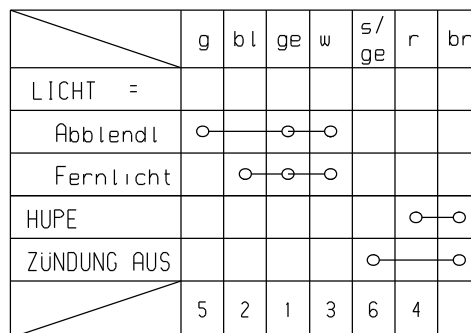 g bl ge w s/ge r br
LICHT =
Abblendl
Fernlicht
HUPE
ZÜNDUNG AUS
5 2 1 3 6 4